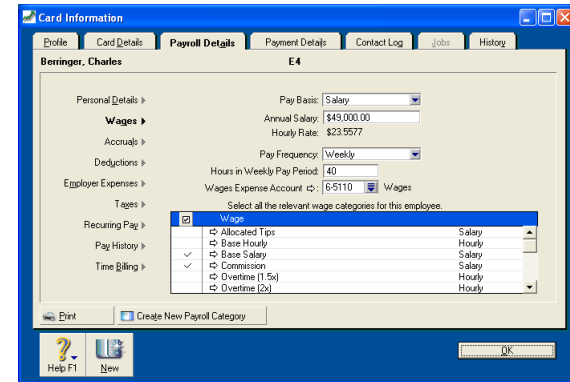 Card Information
Profile Card Details Payroll Details Payment Details Contact Log Jobs History
Berringer, Charles E4
Personal Details
Wages
Accruals
Deductions
Employer Expenses
Taxes
Recurring Pay
Pay History
Time Billing
Pay Basis: Salary
Annual Salary: $49,000.00
Hourly Rate: $23.5577
Pay Frequency: Weekly
Hours in Weekly Pay Period: 40
Wages Expense Account ⇨: 6-5110 Wages
Select all the relevant wage categories for this employee.
Wage
⇨ Allocated Tips Salary
⇨ Base Hourly Hourly
✓ ⇨ Base Salary Salary
✓ ⇨ Commission Salary
⇨ Overtime (1.5x) Hourly
⇨ Overtime (2x) Hourly
Print Create New Payroll Category
Help F1 New OK